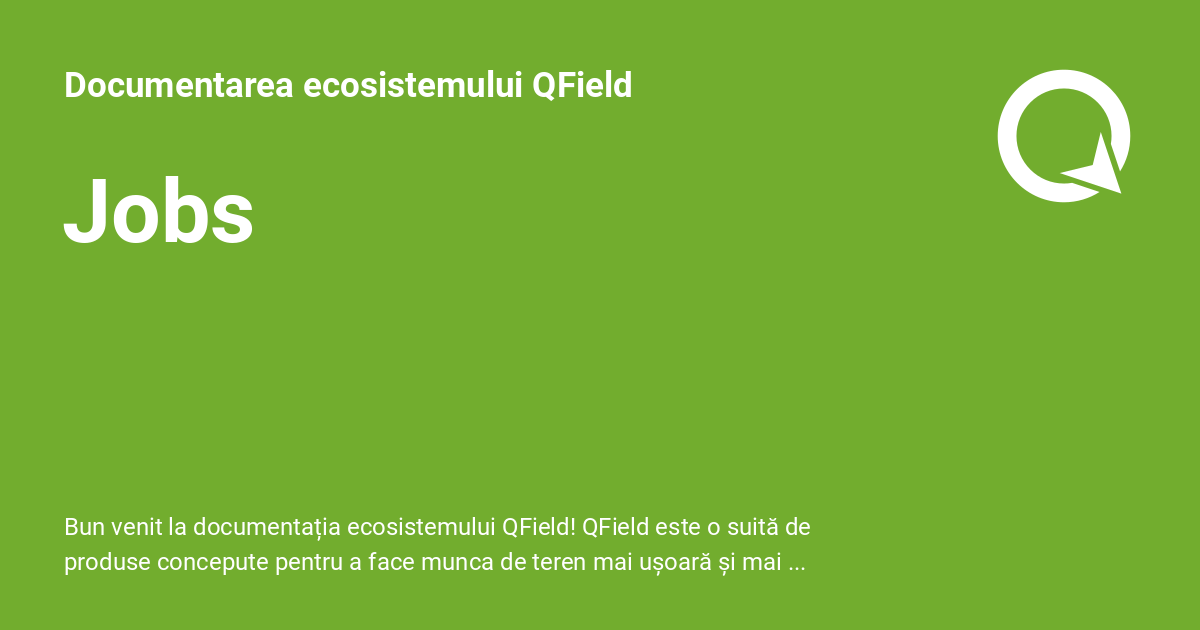 Documentarea ecosistemului QField
Jobs
Bun venit la documentația ecosistemului QField! QField este o suită de
produse concepute pentru a face munca de teren mai ușoară și mai ...